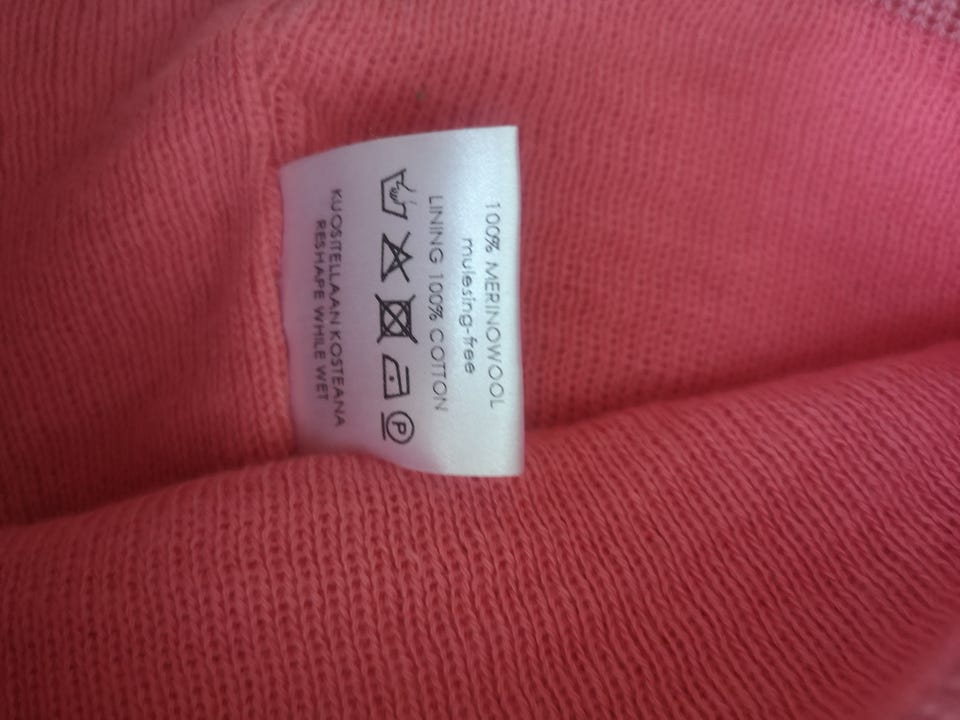 100% MERINOWOOL
mulesing-free
LINING 100% COTTON
P
KUOSITELLAAN KOSTEANA
RESHAPE WHILE WET